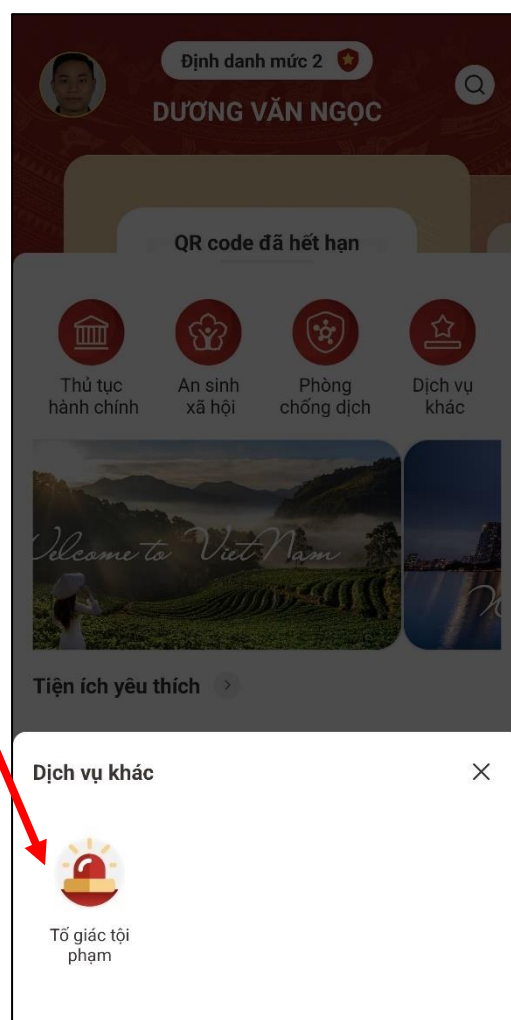 Định danh mức 2
DƯƠNG VĂN NGỌC
QR code đã hết hạn
Thủ tục
hành chính
An sinh
xã hội
Phòng
chống dịch
Dịch vụ
khác
Welcome to Việt Nam
Tiện ích yêu thích
Dịch vụ khác
Tố giác tội
phạm